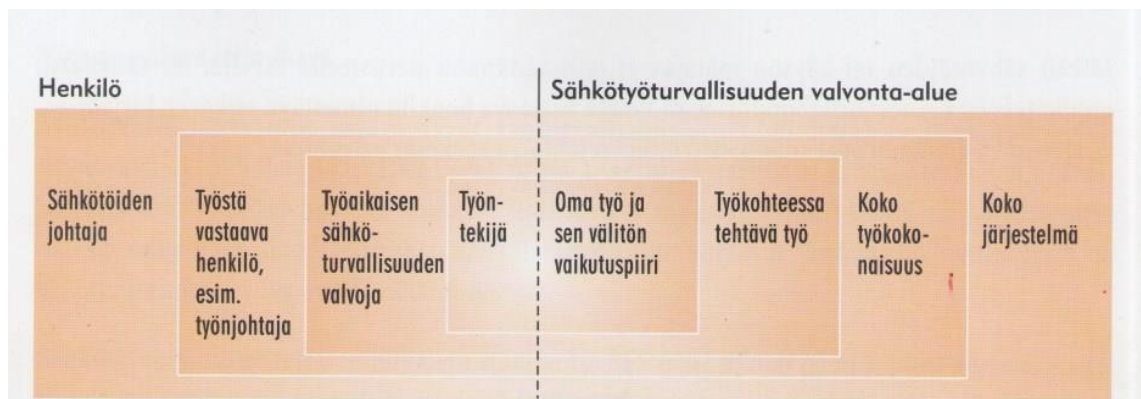 Henkilö
Sähkötyöturvallisuuden valvonta-alue
Sähkötöiden
johtaja
Työstä
vastaava
henkilö,
esim.
työnjohtaja
Työaikaisen
sähkö-
turvallisuuden
valvoja
Työn-
tekijä
Oma työ ja
sen välitön
vaikutuspiiri
Työkohteessa
tehtävä työ
Koko
työkoko-
naisuus
Koko
järjestelmä